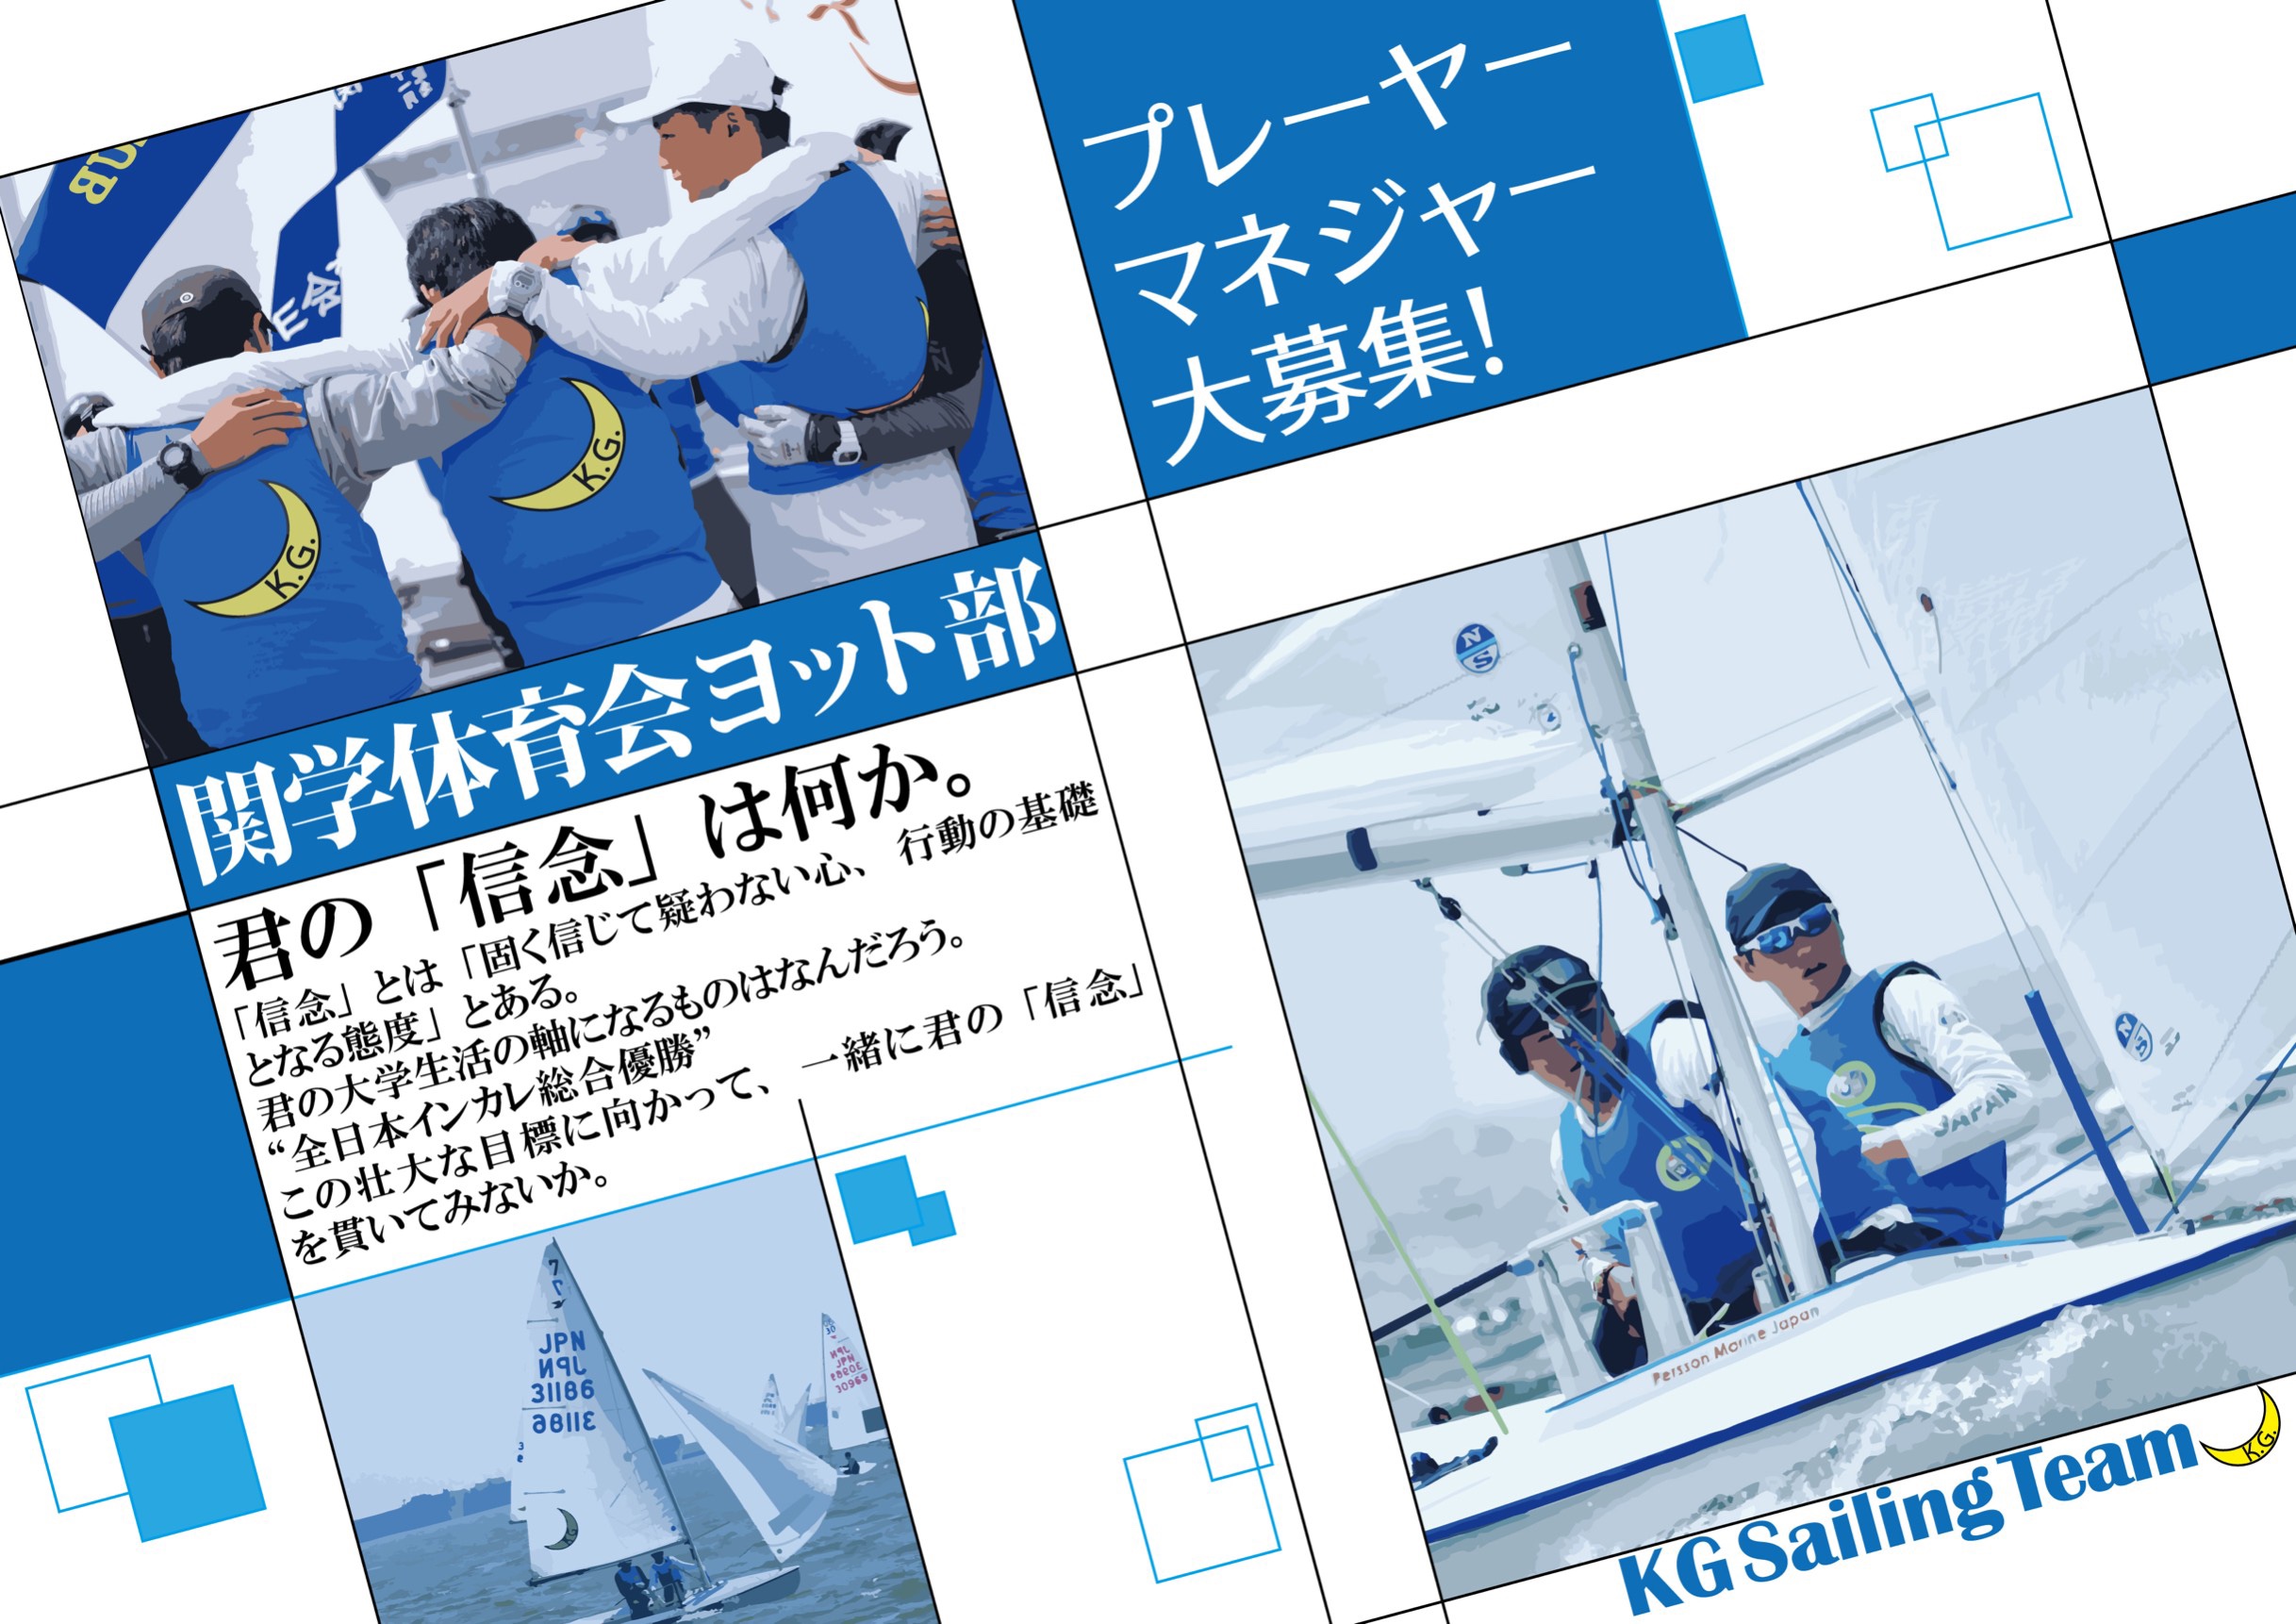 プレーヤー
マネジャー
大募集！
関学体育会ヨット部
君の「信念」は何か。
「信念」とは「固く信じて疑わない心、行動の基礎
となる態度」とある。
君の大学生活の軸になるものはなんだろう。
“全日本インカレ総合優勝”
この壮大な目標に向かって、一緒に君の「信念」
を貫いてみないか。
K.G.
K.G.
N
S
JAPAN
N
S
Persson Marine Japan
7
JPN
JPN
31186
31186
JPN
30969
KG Sailing Team
K.G.